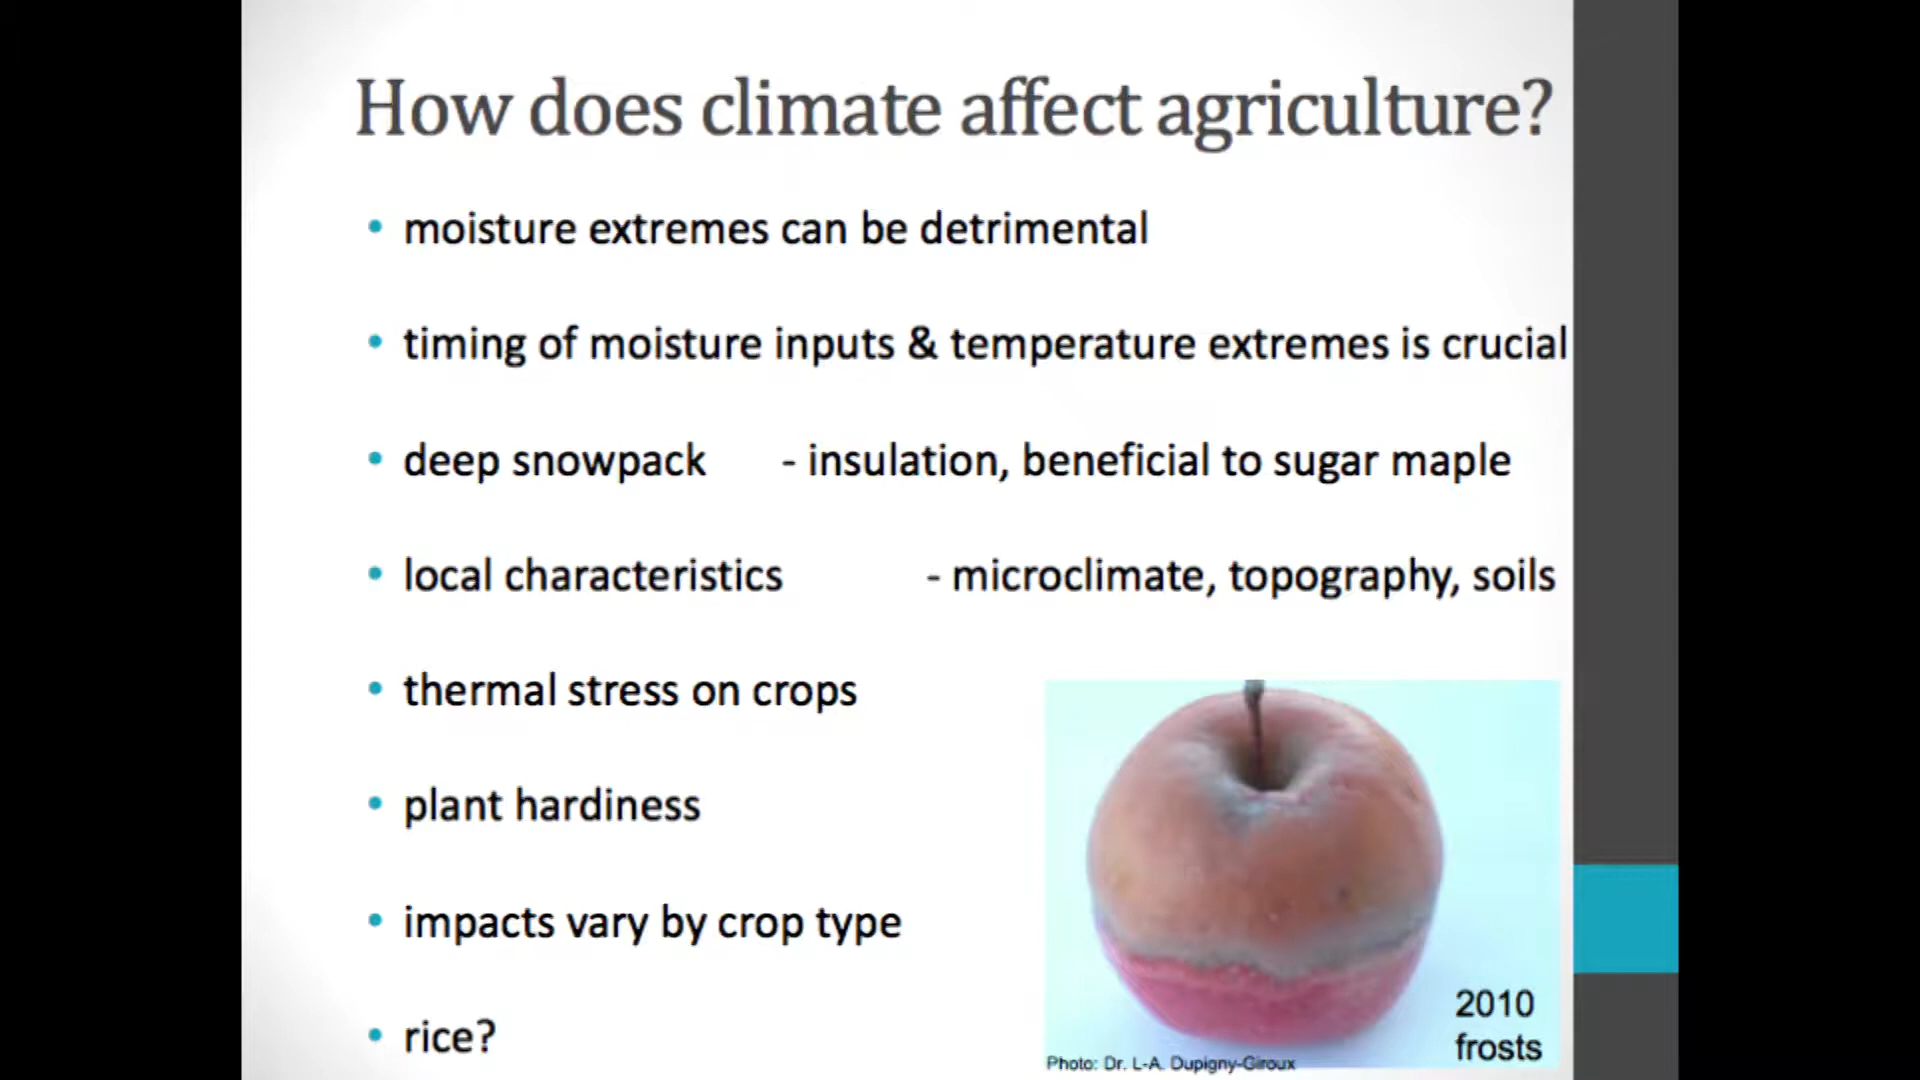 How does climate affect agriculture?
• moisture extremes can be detrimental
• timing of moisture inputs & temperature extremes is crucial
• deep snowpack - insulation, beneficial to sugar maple
• local characteristics - microclimate, topography, soils
• thermal stress on crops
• plant hardiness
• impacts vary by crop type
• rice?
2010
frosts
Photo: Dr. L-A. Dupigny-Giroux